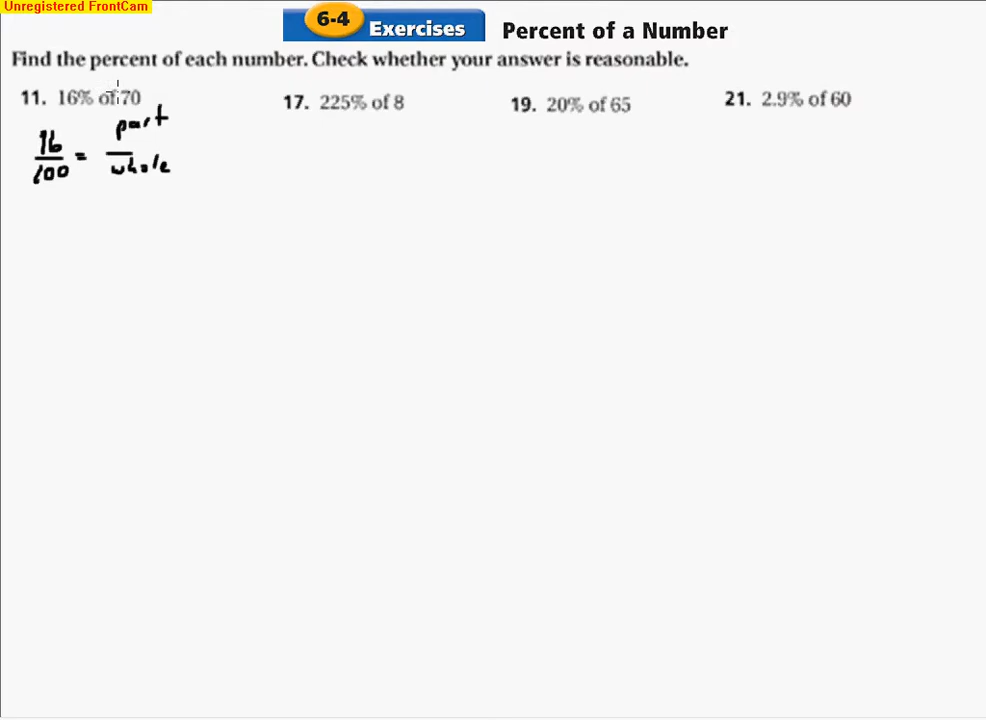 Unregistered FrontCam
6-4 Exercises Percent of a Number
Find the percent of each number. Check whether your answer is reasonable.
11. 16% of 70 17. 225% of 8 19. 20% of 65 21. 2.9% of 60
16 part
=
100 whole